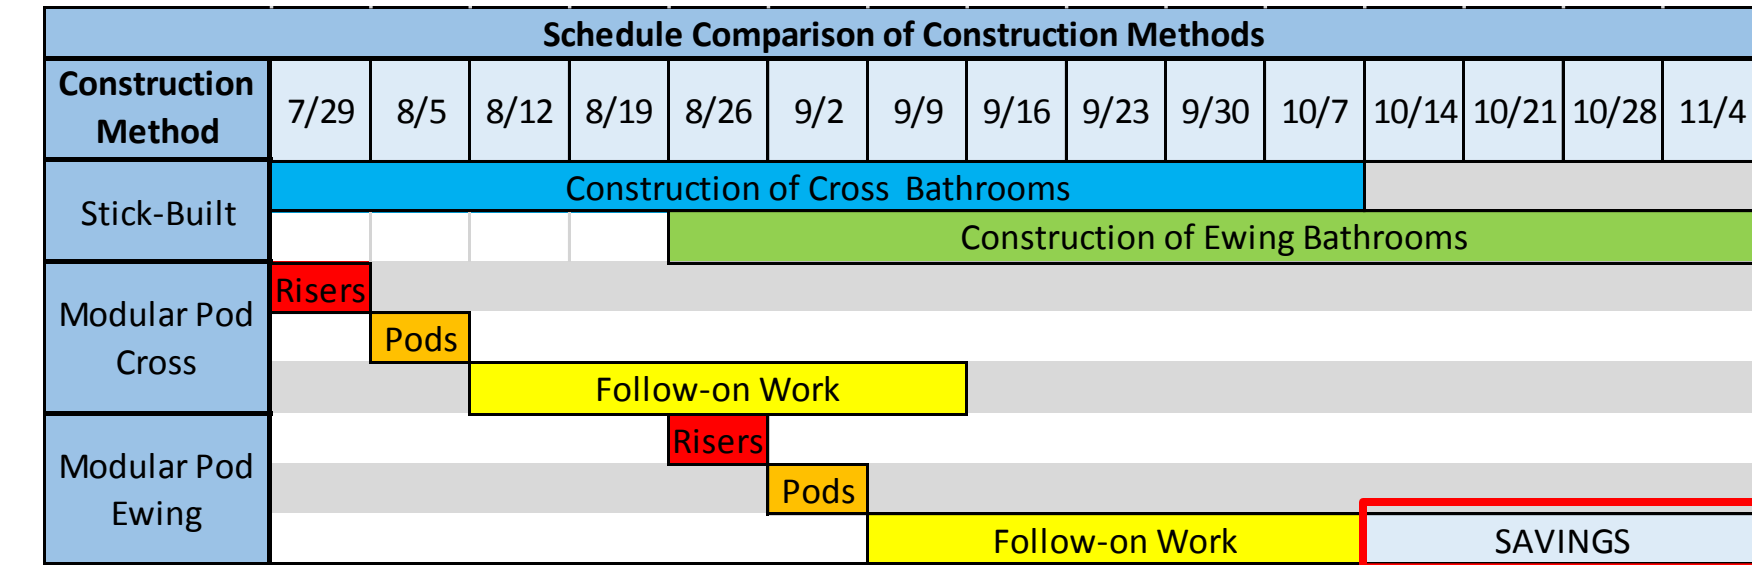 Schedule Comparison of Construction Methods
Construction
Method
7/29 8/5 8/12 8/19 8/26 9/2 9/9 9/16 9/23 9/30 10/7 10/14 10/21 10/28 11/4
Stick-Built
Construction of Cross Bathrooms
Construction of Ewing Bathrooms
Modular Pod
Cross
Risers
Pods
Follow-on Work
Modular Pod
Ewing
Risers
Pods
Follow-on Work
SAVINGS